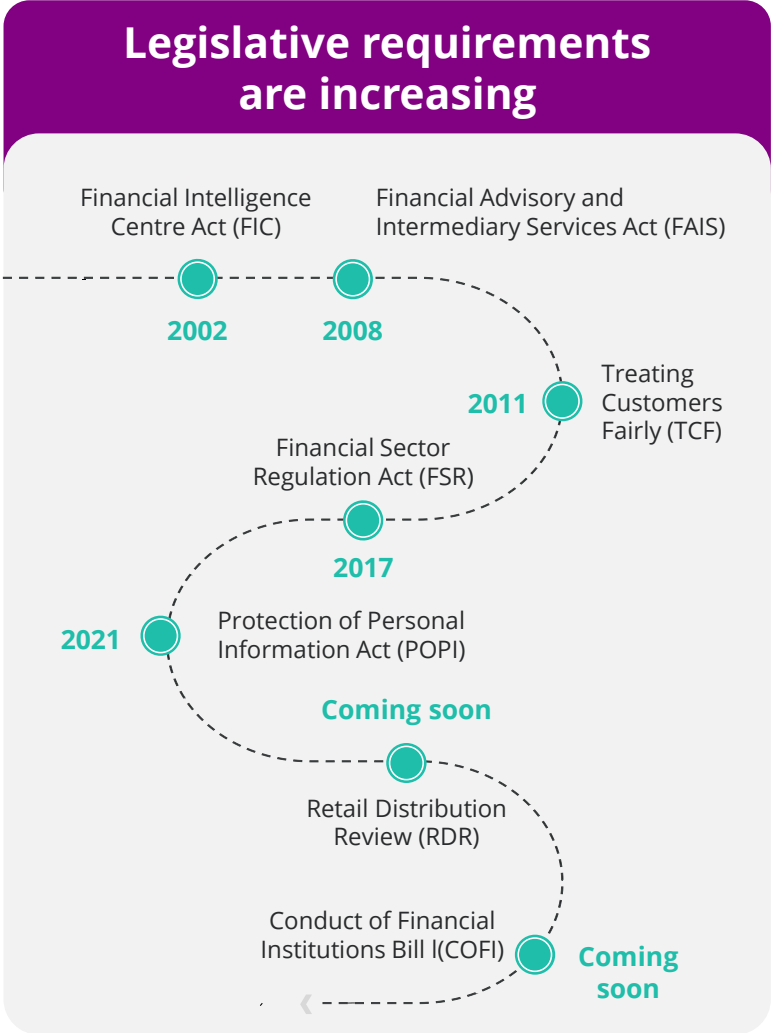 Legislative requirements
are increasing
Financial Intelligence
Centre Act (FIC)
2002
Financial Advisory and
Intermediary Services Act (FAIS)
2008
2011
Treating
Customers
Fairly (TCF)
Financial Sector
Regulation Act (FSR)
2017
2021
Protection of Personal
Information Act (POPI)
Coming soon
Retail Distribution
Review (RDR)
Conduct of Financial
Institutions Bill l(COFI)
Coming
soon